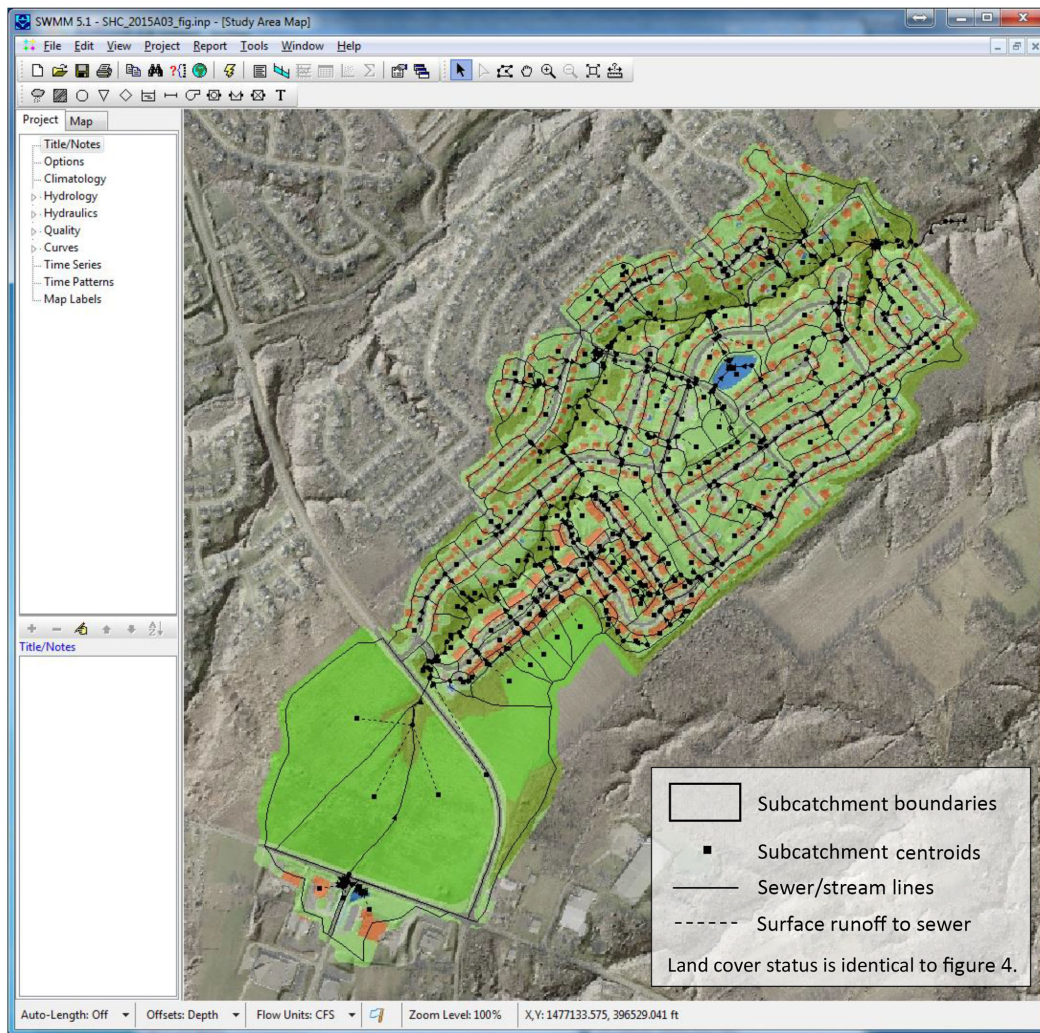 SWMM 5.1 - SHC_2015A03_fig.inp - [Study Area Map]
File Edit View Project Report Tools Window Help
?{}
T
Project Map
Title/Notes
Options
Climatology
Hydrology
Hydraulics
Quality
Curves
Time Series
Time Patterns
Map Labels
Title/Notes
Subcatchment boundaries
Subcatchment centroids
Sewer/stream lines
Surface runoff to sewer
Land cover status is identical to figure 4.
Auto-Length: Off Offsets: Depth Flow Units: CFS Zoom Level: 100% X,Y: 1477133.575, 396529.041 ft